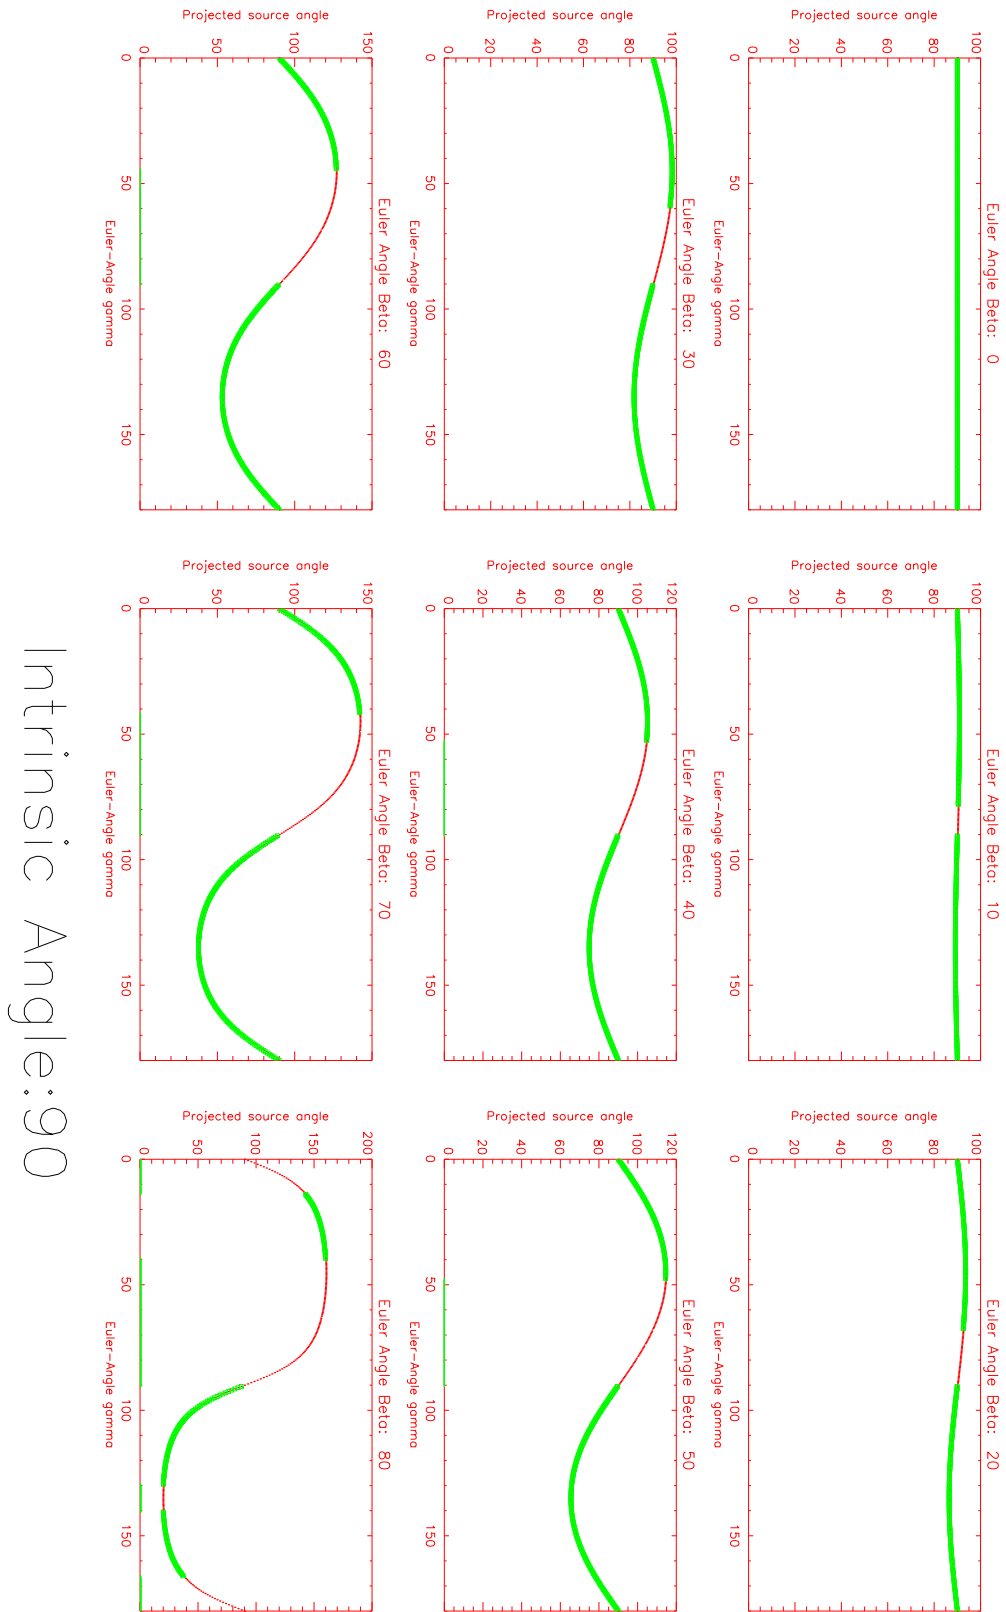 Euler Angle Beta: 0
Projected source angle
100
80
60
40
20
0
0 50 100 150
Euler-Angle gamma
Euler Angle Beta: 10
Projected source angle
100
80
60
40
20
0
0 50 100 150
Euler-Angle gamma
Euler Angle Beta: 20
Projected source angle
100
80
60
40
20
0
0 50 100 150
Euler-Angle gamma
Euler Angle Beta: 30
Projected source angle
100
80
60
40
20
0
0 50 100 150
Euler-Angle gamma
Euler Angle Beta: 40
Projected source angle
120
100
80
60
40
20
0
0 50 100 150
Euler-Angle gamma
Euler Angle Beta: 50
Projected source angle
120
100
80
60
40
20
0
0 50 100 150
Euler-Angle gamma
Euler Angle Beta: 60
Projected source angle
150
100
50
0
0 50 100 150
Euler-Angle gamma
Euler Angle Beta: 70
Projected source angle
150
100
50
0
0 50 100 150
Euler-Angle gamma
Euler Angle Beta: 80
Projected source angle
200
150
100
50
0
0 50 100 150
Euler-Angle gamma
Intrinsic Angle:90